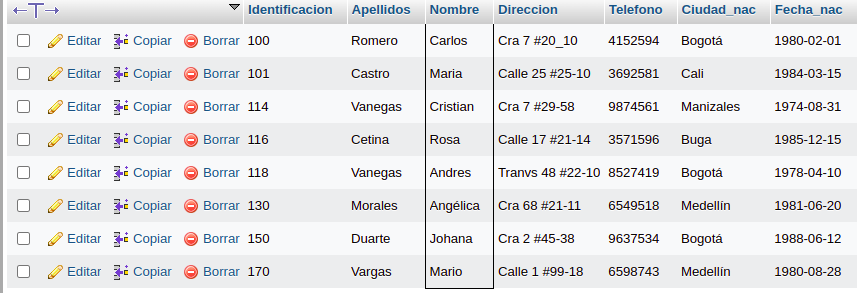 Identificacion Apellidos Nombre Direccion Telefono Ciudad_nac Fecha_nac
Editar Copiar Borrar 100 Romero Carlos Cra 7 #20_10 4152594 Bogotá 1980-02-01
Editar Copiar Borrar 101 Castro Maria Calle 25 #25-10 3692581 Cali 1984-03-15
Editar Copiar Borrar 114 Vanegas Cristian Cra 7 #29-58 9874561 Manizales 1974-08-31
Editar Copiar Borrar 116 Cetina Rosa Calle 17 #21-14 3571596 Buga 1985-12-15
Editar Copiar Borrar 118 Vanegas Andres Tranvs 48 #22-10 8527419 Bogotá 1978-04-10
Editar Copiar Borrar 130 Morales Angélica Cra 68 #21-11 6549518 Medellín 1981-06-20
Editar Copiar Borrar 150 Duarte Johana Cra 2 #45-38 9637534 Bogotá 1988-06-12
Editar Copiar Borrar 170 Vargas Mario Calle 1 #99-18 6598743 Medellín 1980-08-28